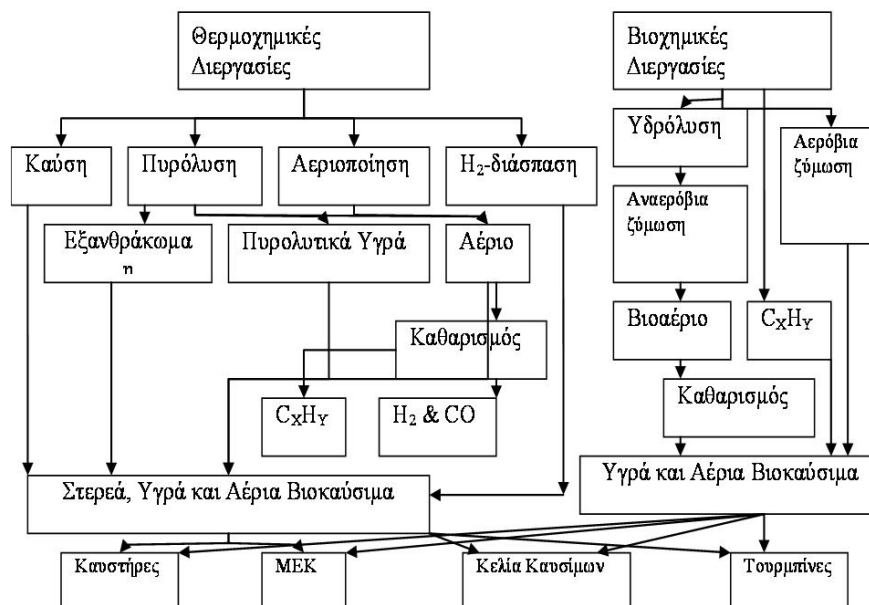 Θερμοχημικές
Διεργασίες
Βιοχημικές
Διεργασίες
Υδρόλυση
Αερόβια
ζύμωση
Καύση
Πυρόλυση
Αεριοποίηση
H2-διάσπαση
Αναερόβια
ζύμωση
Εξανθράκωμα
η
Πυρολυτικά Υγρά
Αέριο
Βιοαέριο
CXHY
Καθαρισμός
Καθαρισμός
CXHY
H2 & CO
Στερεά, Υγρά και Αέρια Βιοκαύσιμα
Υγρά και Αέρια Βιοκαύσιμα
Καυστήρες
ΜΕΚ
Κελία Καυσίμων
Τουρμπίνες